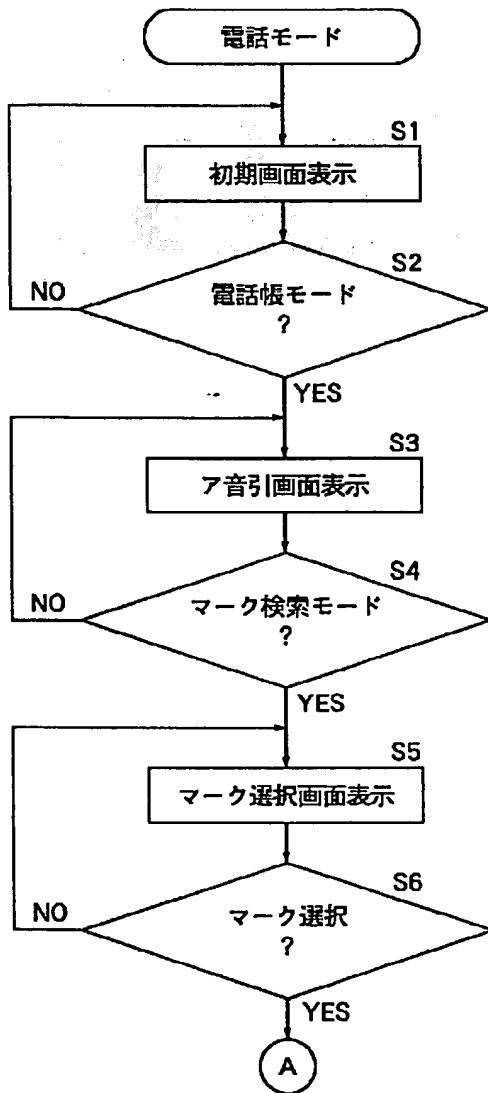 電話モード
S1
初期画面表示
S2
NO
電話帳モード
?
YES
S3
ア音引画面表示
S4
NO
マーク検索モード
?
YES
S5
マーク選択画面表示
S6
NO
マーク選択
?
YES
A